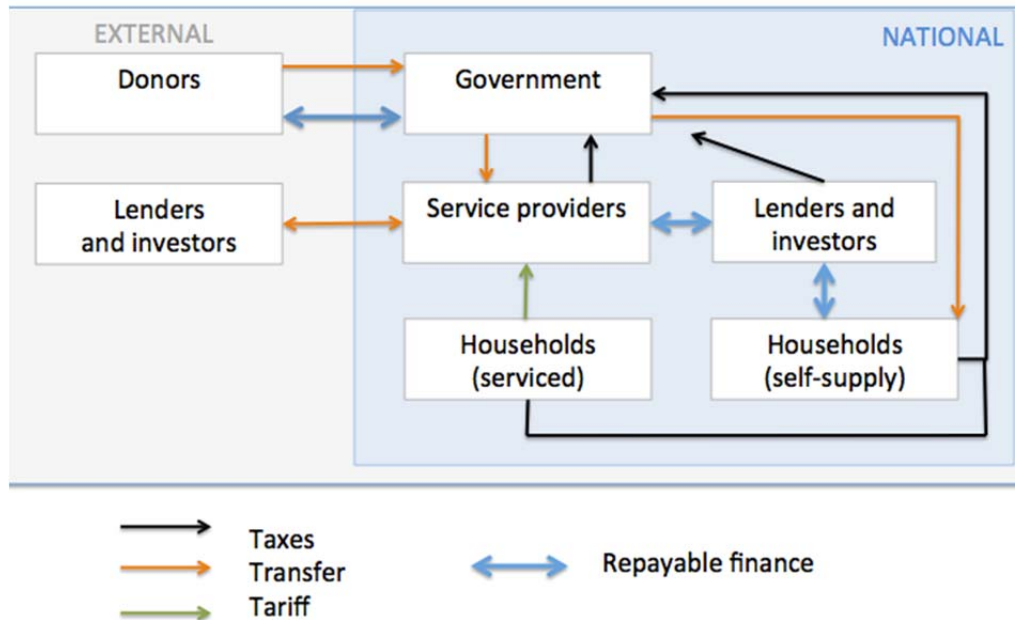 EXTERNAL
NATIONAL
Donors
Government
Lenders
and investors
Service providers
Lenders and
investors
Households
(serviced)
Households
(self-supply)
Taxes
Transfer
Tariff
Repayable finance